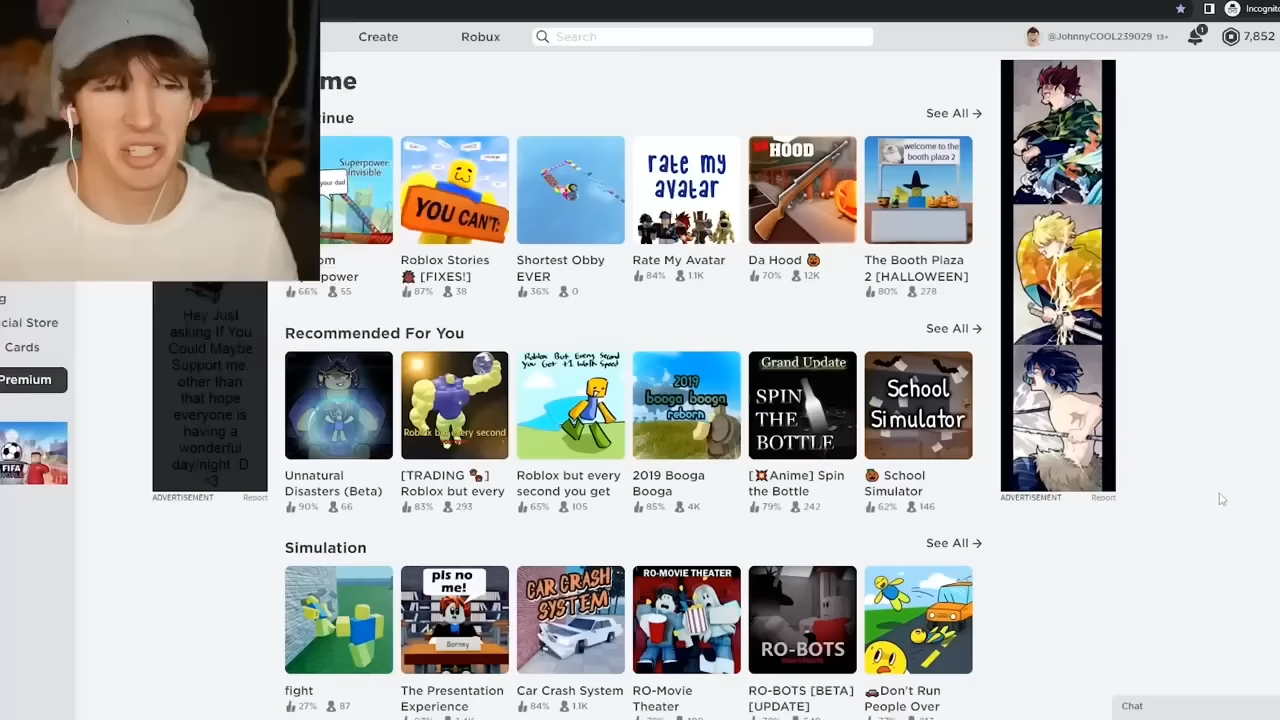 Incognito
Create
Robux
Search
@JohnnyCOOL239029 13+
1
7,852
me
tinue
See All →
Superpower:
Invisible
your dad
YOU CAN'T:
rate my
avatar
HOOD
welcome to the
booth plaza 2
om
power
66% 55
Roblox Stories
[FIXES!]
87% 38
Shortest Obby
EVER
36% 0
Rate My Avatar
84% 1.1K
Da Hood
70% 12K
The Booth Plaza
2 [HALLOWEEN]
80% 278
g
cial Store
Cards
Premium
FIFA
Hey Just
asking If You
Could Maybe
Support me,
other than
that hope
everyone is
having a
wonderful
day/night :D
<3
ADVERTISEMENT Report
Recommended For You
See All →
Roblox but every second
Roblox But Every Second
You Get +1 Walk Speed
2019
booga booga
reborn
Grand Update
SPIN
THE
BOTTLE
School
Simulator
Unnatural
Disasters (Beta)
90% 66
[TRADING]
Roblox but every
83% 293
Roblox but every
second you get
65% 105
2019 Booga
Booga
85% 4K
[💥Anime] Spin
the Bottle
79% 242
🎃 School
Simulator
62% 146
ADVERTISEMENT Report
Simulation
See All →
pls no
me!
Borney
CAR CRASH
SYSTEM
RO-MOVIE THEATER
RO-BOTS
fight
27% 87
The Presentation
Experience
Car Crash System
84% 1.1K
RO-Movie
Theater
RO-BOTS [BETA]
[UPDATE]
🚗Don't Run
People Over
Chat